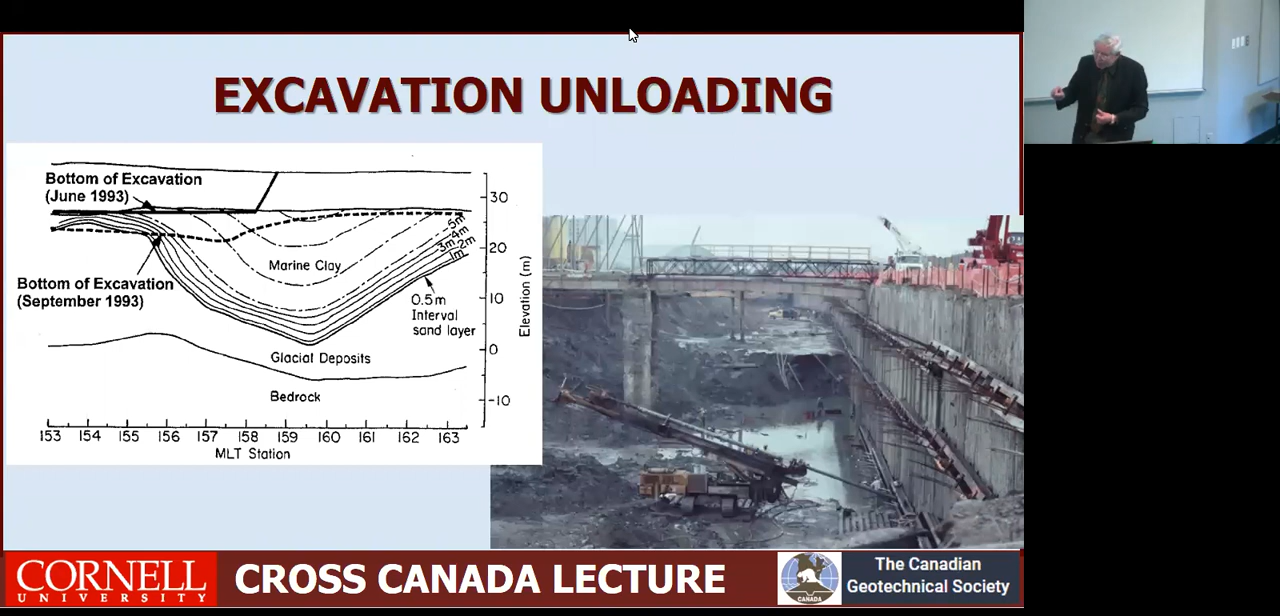 EXCAVATION UNLOADING
Bottom of Excavation
(June 1993)
30
5m
4m
3m
2m
1m
20
Marine Clay
Bottom of Excavation
(September 1993)
10
0.5m
Interval
sand layer
Elevation (m)
0
Glacial Deposits
Bedrock
-10
153 154 155 156 157 158 159 160 161 162 163
MLT Station
CORNELL
UNIVERSITY
CROSS CANADA LECTURE
CANADA
The Canadian
Geotechnical Society